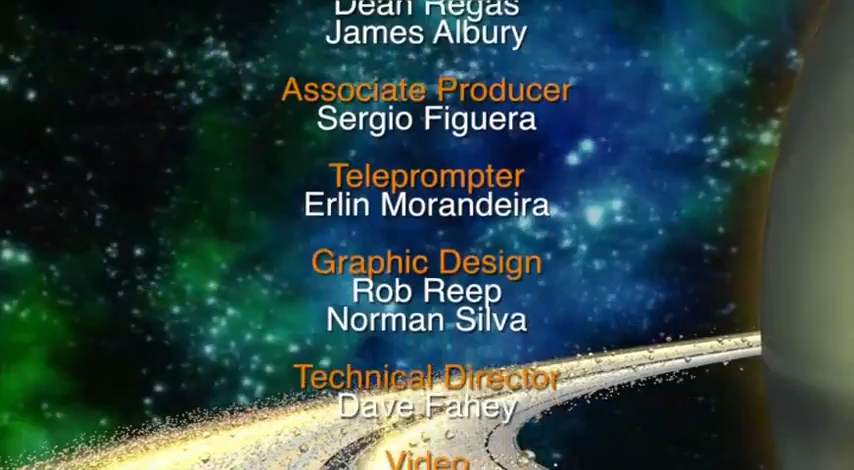 Dean Regas
James Albury
Associate Producer
Sergio Figuera
Teleprompter
Erlin Morandeira
Graphic Design
Rob Reep
Norman Silva
Technical Director
Dave Fahey
Video